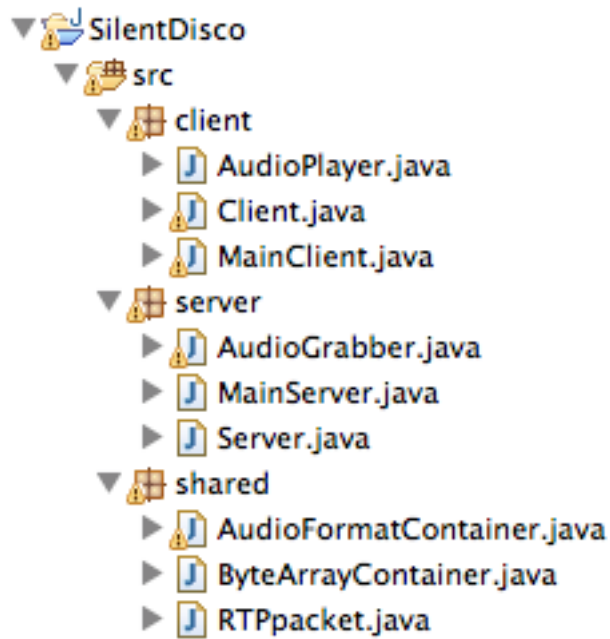 SilentDisco
src
client
AudioPlayer.java
Client.java
MainClient.java
server
AudioGrabber.java
MainServer.java
Server.java
shared
AudioFormatContainer.java
ByteArrayContainer.java
RTPpacket.java